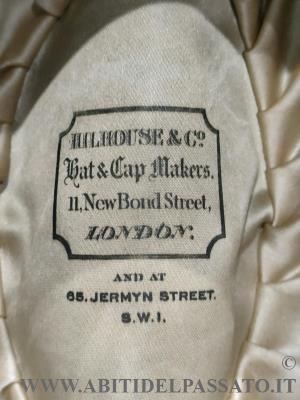 HILHOUSE & Co.
Hat & Cap Makers.
11, New Bond Street,
LONDON.
AND AT
65. JERMYN STREET.
S.W.1.
©
WWW.ABITIDELPASSATO.IT